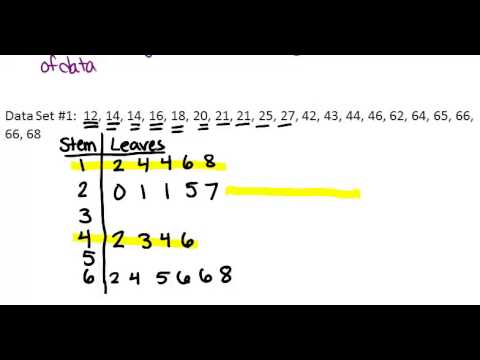 of data
Data Set #1: 12, 14, 14, 16, 18, 20, 21, 21, 25, 27, 42, 43, 44, 46, 62, 64, 65, 66,
66, 68
Stem Leaves
1 2 4 4 6 8
2 0 1 1 5 7
3
4 2 3 4 6
5
6 2 4 5 6 6 8